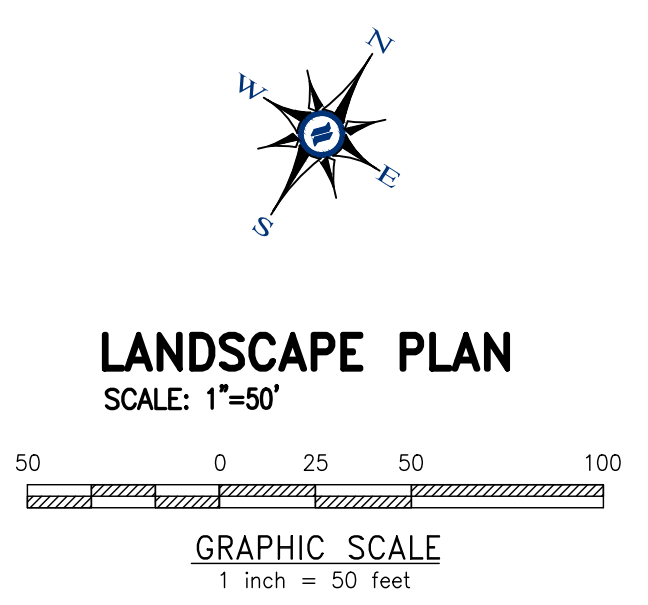 N
W
E
S
LANDSCAPE PLAN
SCALE: 1"=50'
50 0 25 50 100
GRAPHIC SCALE
1 inch = 50 feet